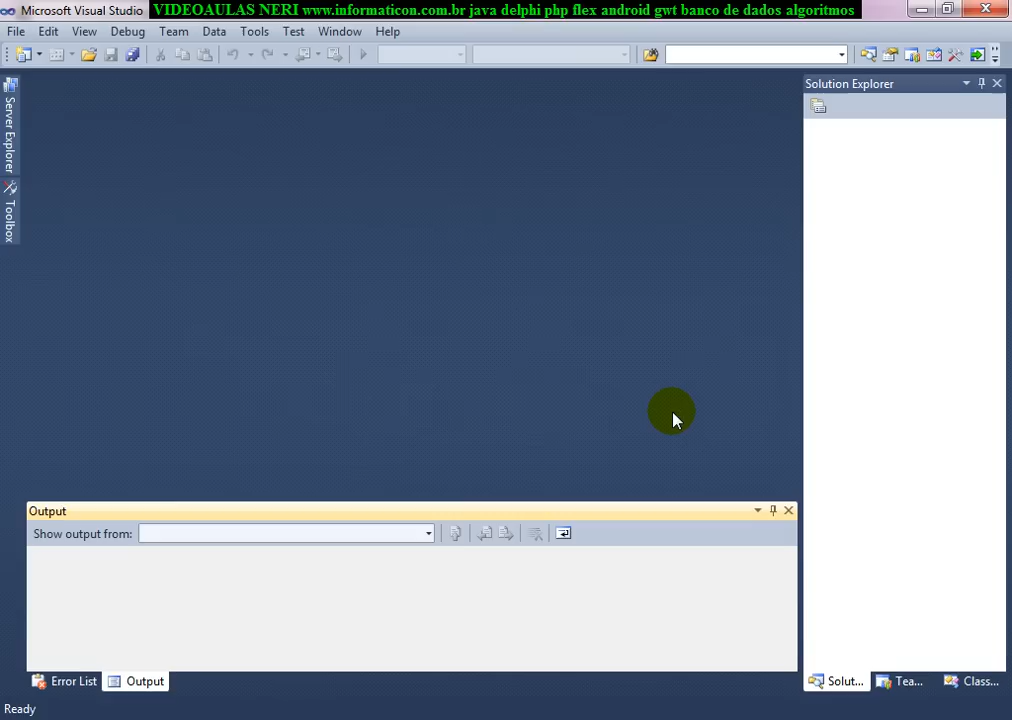 Microsoft Visual Studio
VIDEOAULAS NERI www.informaticon.com.br java delphi php flex android gwt banco de dados algoritmos
File Edit View Debug Team Data Tools Test Window Help
Server Explorer
Toolbox
Solution Explorer
Output
Show output from:
Error List Output
Solut... Tea... Class...
Ready